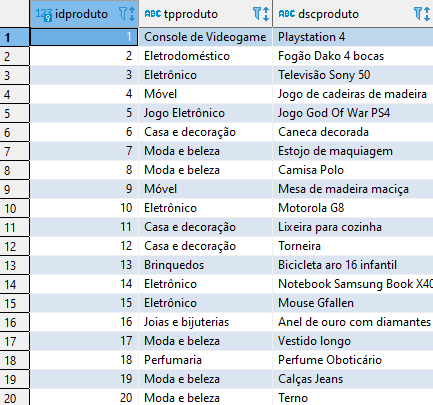 123 idproduto ABC tpproduto ABC dscproduto
1 1 Console de Videogame Playstation 4
2 2 Eletrodoméstico Fogão Dako 4 bocas
3 3 Eletrônico Televisão Sony 50
4 4 Móvel Jogo de cadeiras de madeira
5 5 Jogo Eletrônico Jogo God Of War PS4
6 6 Casa e decoração Caneca decorada
7 7 Moda e beleza Estojo de maquiagem
8 8 Moda e beleza Camisa Polo
9 9 Móvel Mesa de madeira maciça
10 10 Eletrônico Motorola G8
11 11 Casa e decoração Lixeira para cozinha
12 12 Casa e decoração Torneira
13 13 Brinquedos Bicicleta aro 16 infantil
14 14 Eletrônico Notebook Samsung Book X40
15 15 Eletrônico Mouse Gfallen
16 16 Joias e bijuterias Anel de ouro com diamantes
17 17 Moda e beleza Vestido longo
18 18 Perfumaria Perfume Oboticário
19 19 Moda e beleza Calças Jeans
20 20 Moda e beleza Terno